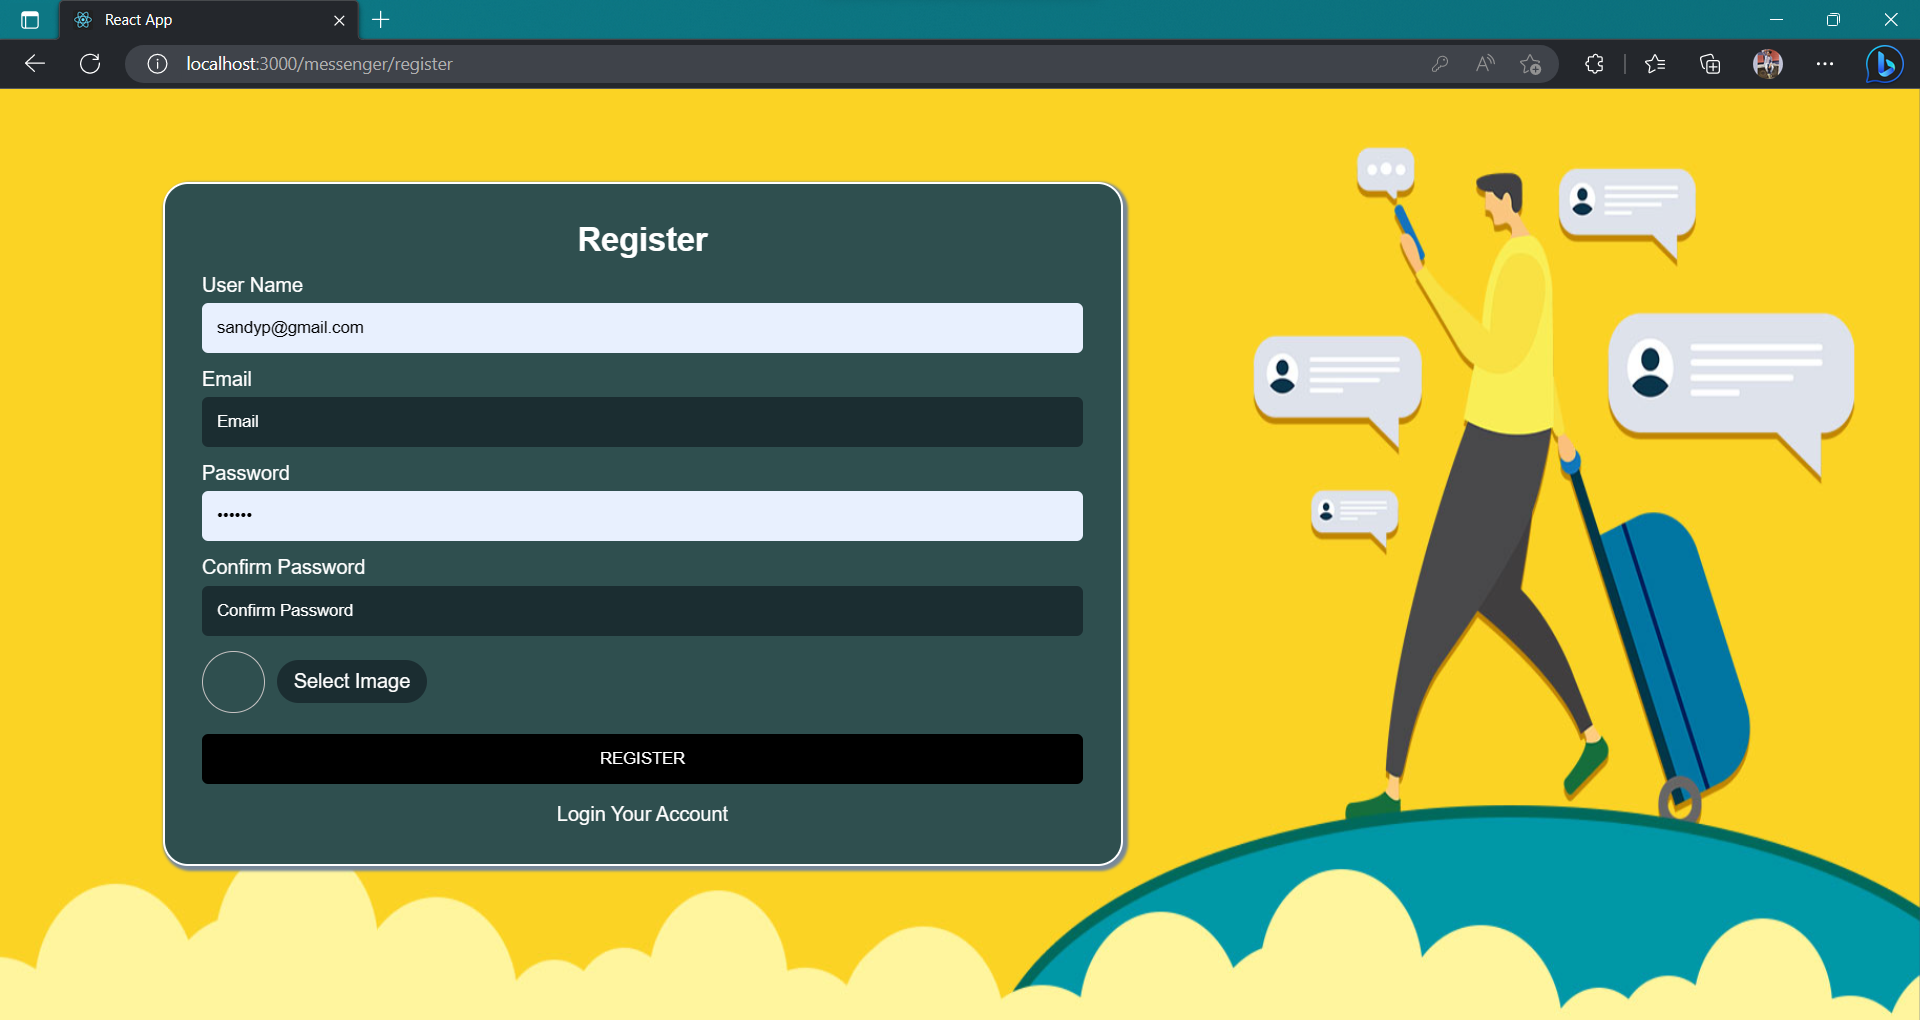 React App
localhost:3000/messenger/register
Register
User Name
sandyp@gmail.com
Email
Email
Password
••••••
Confirm Password
Confirm Password
Select Image
REGISTER
Login Your Account